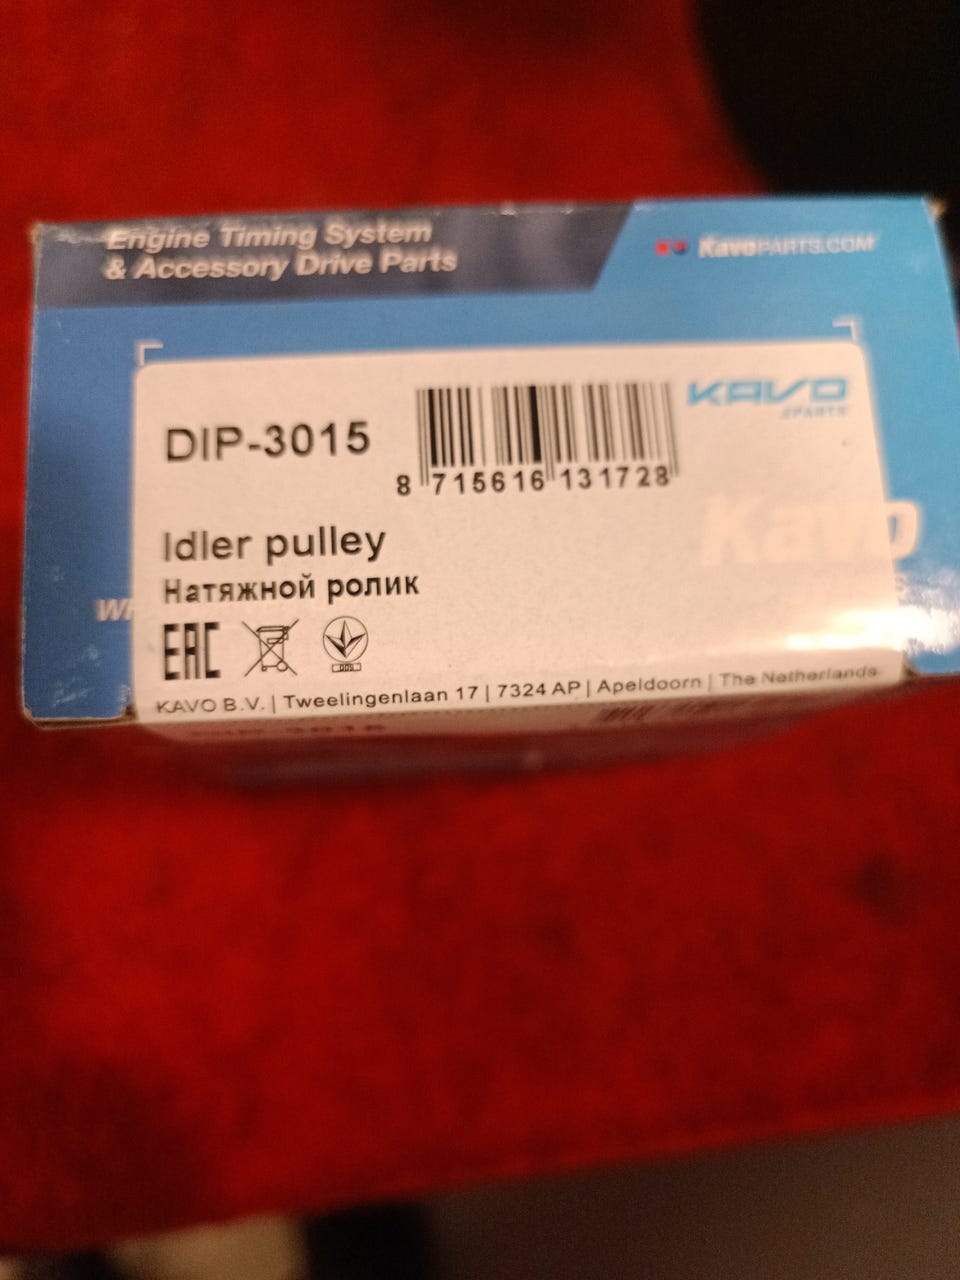 Engine Timing System
& Accessory Drive Parts
KavoPARTS.COM
DIP-3015
KAVO
PARTS
8 715616 131728
Idler pulley
Kavo
Натяжной ролик
EAC
KAVO B.V. | Tweelingenlaan 17 | 7324 AP | Apeldoorn | The Netherlands